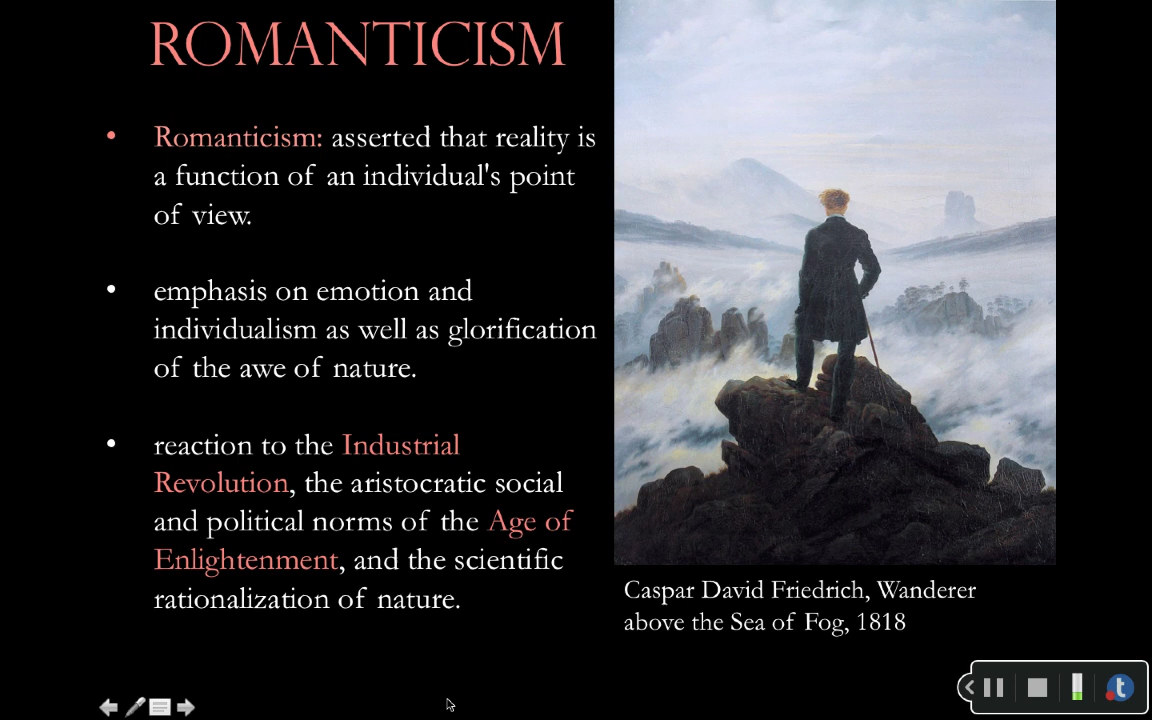 ROMANTICISM
• Romanticism: asserted that reality is
a function of an individual's point
of view.
• emphasis on emotion and
individualism as well as glorification
of the awe of nature.
• reaction to the Industrial
Revolution, the aristocratic social
and political norms of the Age of
Enlightenment, and the scientific
rationalization of nature.
Caspar David Friedrich, Wanderer
above the Sea of Fog, 1818
t